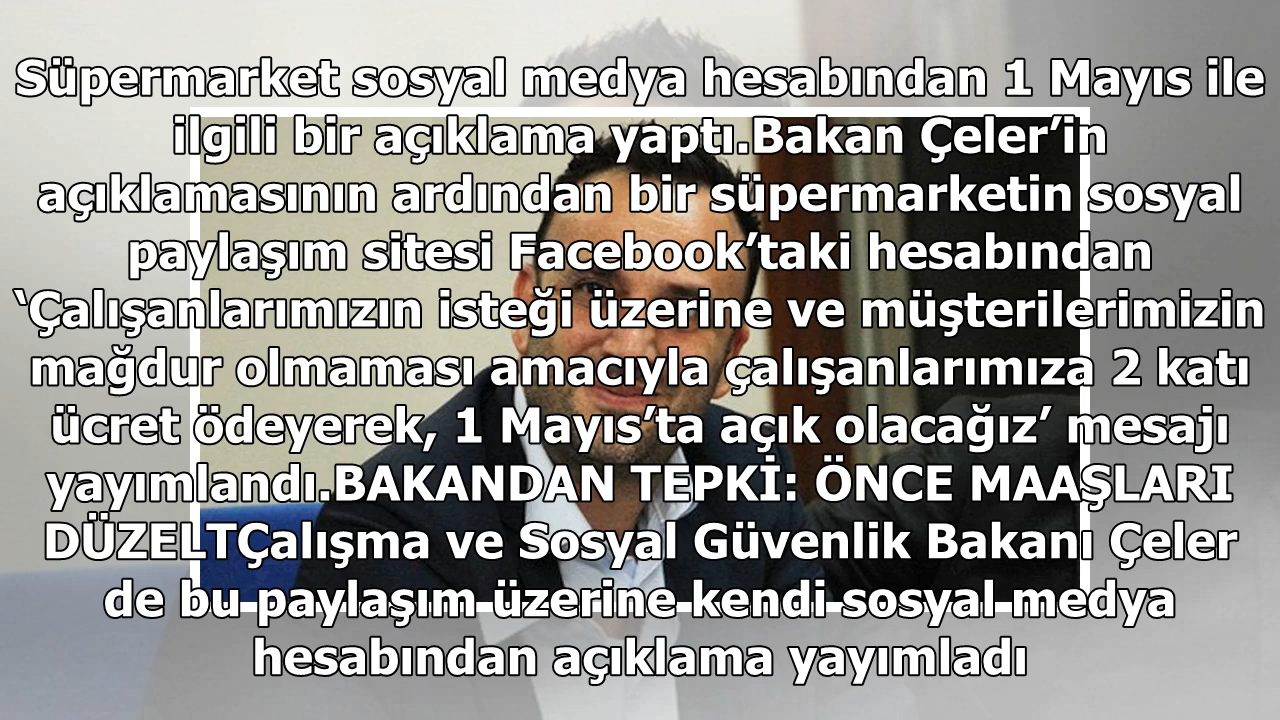 Süpermarket sosyal medya hesabından 1 Mayıs ile
ilgili bir açıklama yaptı.Bakan Çeler’in
açıklamasının ardından bir süpermarketin sosyal
paylaşım sitesi Facebook’taki hesabından
‘Çalışanlarımızın isteği üzerine ve müşterilerimizin
mağdur olmaması amacıyla çalışanlarımıza 2 katı
ücret ödeyerek, 1 Mayıs’ta açık olacağız’ mesajı
yayımlandı.BAKANDAN TEPKİ: ÖNCE MAAŞLARI
DÜZELTÇalışma ve Sosyal Güvenlik Bakanı Çeler
de bu paylaşım üzerine kendi sosyal medya
hesabından açıklama yayımladı